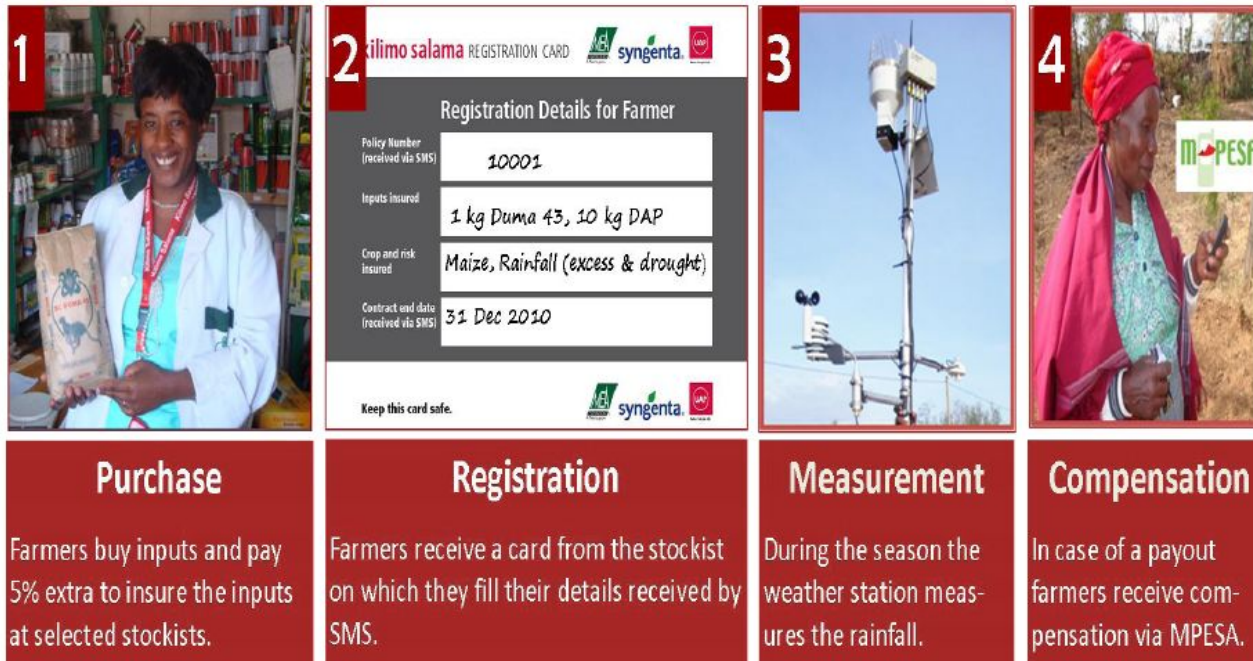 1
2
kilimo salama REGISTRATION CARD
MEA
syngenta.
UAP
Registration Details for Farmer
Policy Number
(received via SMS)
10001
Inputs insured
1 kg Duma 43, 10 kg DAP
Crop and risk
insured
Maize, Rainfall (excess & drought)
Contract end date
(received via SMS)
31 Dec 2010
Keep this card safe.
MEA
syngenta.
UAP
3
4
M-PESA
Purchase
Farmers buy inputs and pay
5% extra to insure the inputs
at selected stockists.
Registration
Farmers receive a card from the stockist
on which they fill their details received by
SMS.
Measurement
During the season the
weather station meas-
ures the rainfall.
Compensation
In case of a payout
farmers receive com-
pensation via MPESA.